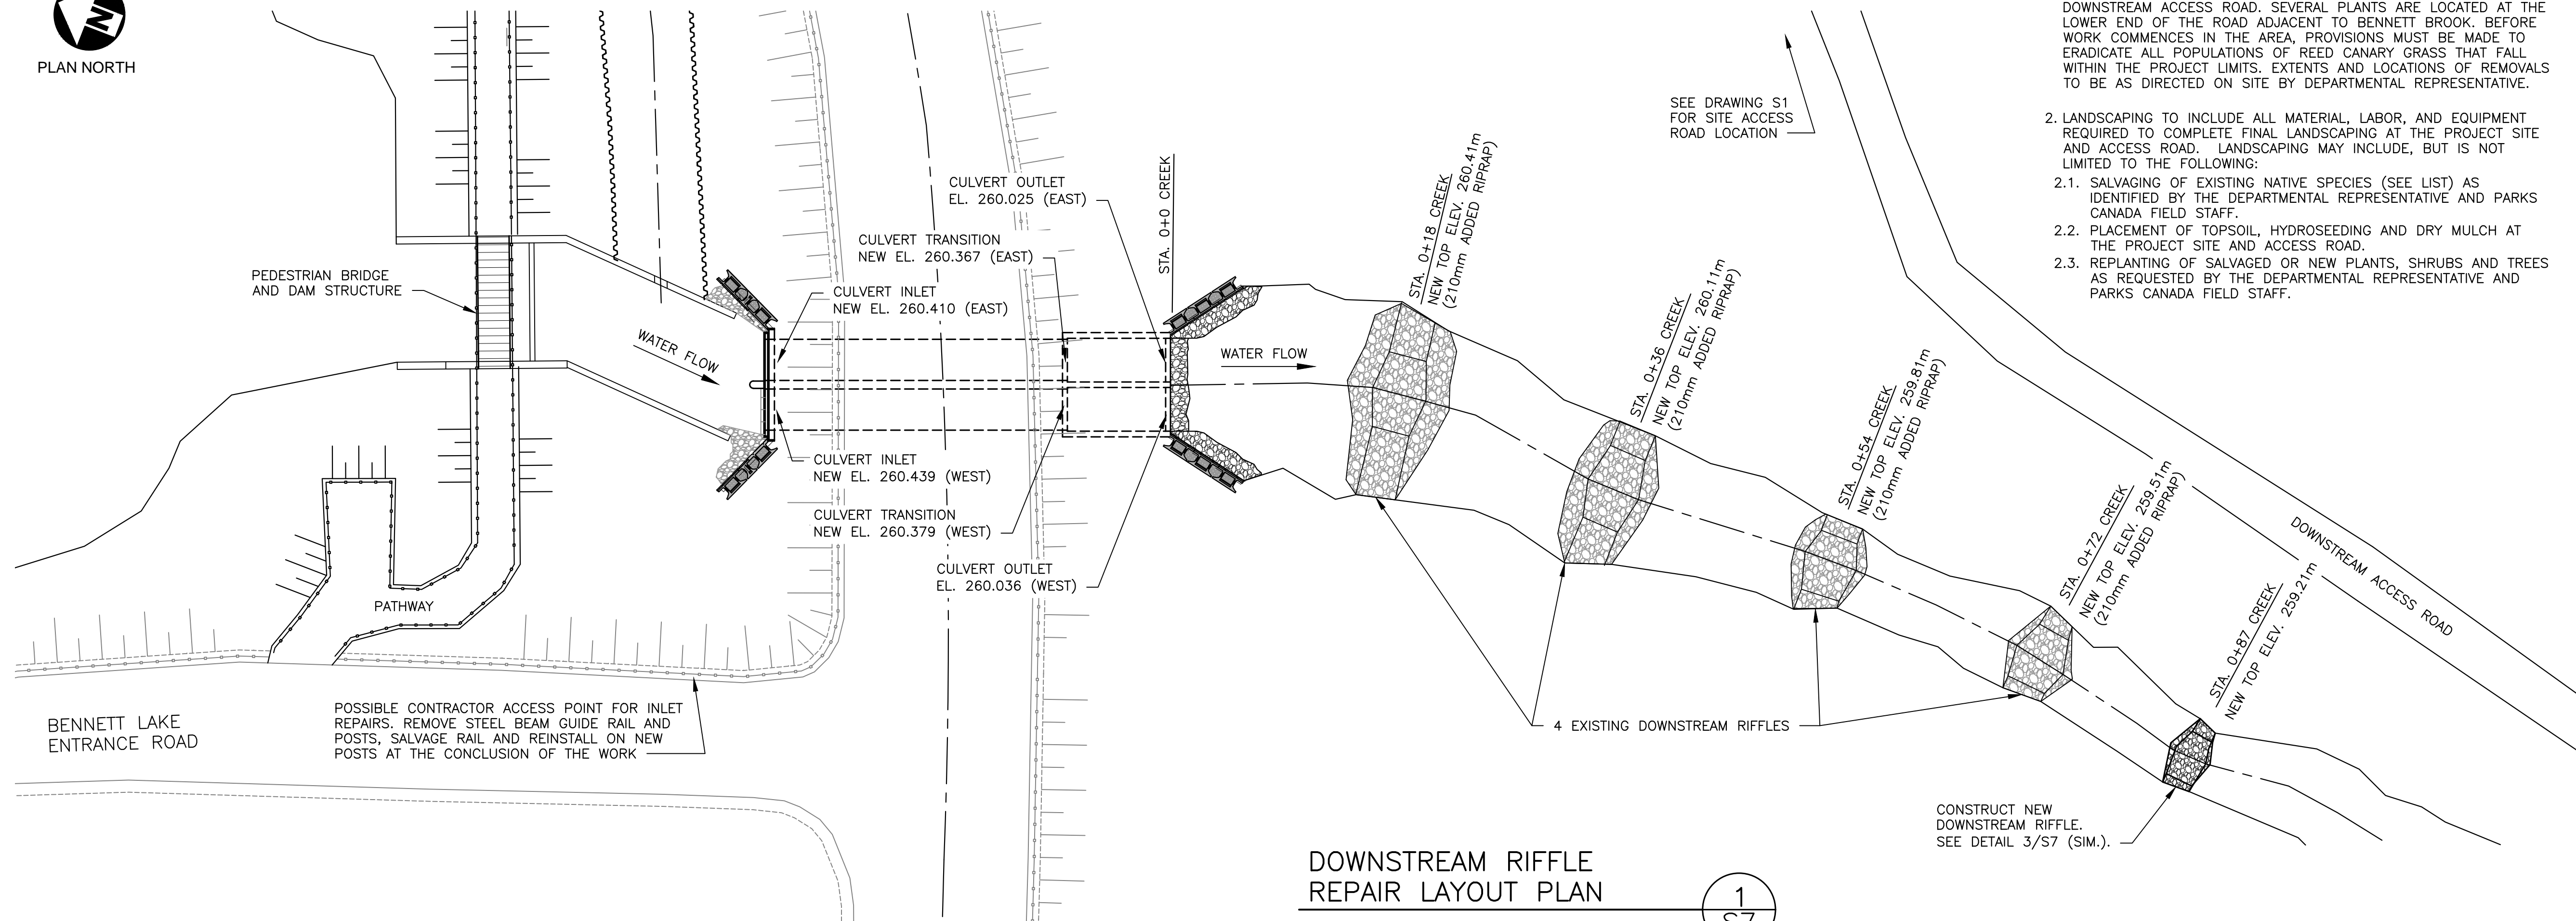 N
PLAN NORTH
DOWNSTREAM ACCESS ROAD. SEVERAL PLANTS ARE LOCATED AT THE
LOWER END OF THE ROAD ADJACENT TO BENNETT BROOK. BEFORE
WORK COMMENCES IN THE AREA, PROVISIONS MUST BE MADE TO
ERADICATE ALL POPULATIONS OF REED CANARY GRASS THAT FALL
WITHIN THE PROJECT LIMITS. EXTENTS AND LOCATIONS OF REMOVALS
TO BE AS DIRECTED ON SITE BY DEPARTMENTAL REPRESENTATIVE.
2. LANDSCAPING TO INCLUDE ALL MATERIAL, LABOR, AND EQUIPMENT
REQUIRED TO COMPLETE FINAL LANDSCAPING AT THE PROJECT SITE
AND ACCESS ROAD. LANDSCAPING MAY INCLUDE, BUT IS NOT
LIMITED TO THE FOLLOWING:
2.1. SALVAGING OF EXISTING NATIVE SPECIES (SEE LIST) AS
IDENTIFIED BY THE DEPARTMENTAL REPRESENTATIVE AND PARKS
CANADA FIELD STAFF.
2.2. PLACEMENT OF TOPSOIL, HYDROSEEDING AND DRY MULCH AT
THE PROJECT SITE AND ACCESS ROAD.
2.3. REPLANTING OF SALVAGED OR NEW PLANTS, SHRUBS AND TREES
AS REQUESTED BY THE DEPARTMENTAL REPRESENTATIVE AND
PARKS CANADA FIELD STAFF.
SEE DRAWING S1
FOR SITE ACCESS
ROAD LOCATION
CULVERT OUTLET
EL. 260.025 (EAST)
CULVERT TRANSITION
NEW EL. 260.367 (EAST)
CULVERT INLET
NEW EL. 260.410 (EAST)
PEDESTRIAN BRIDGE
AND DAM STRUCTURE
WATER FLOW
STA. 0+0 CREEK
WATER FLOW
STA. 0+18 CREEK
NEW TOP ELEV. 260.41m
(210mm ADDED RIPRAP)
STA. 0+36 CREEK
NEW TOP ELEV. 260.11m
(210mm ADDED RIPRAP)
STA. 0+54 CREEK
NEW TOP ELEV. 259.81m
(210mm ADDED RIPRAP)
STA. 0+72 CREEK
NEW TOP ELEV. 259.51m
(210mm ADDED RIPRAP)
STA. 0+87 CREEK
NEW TOP ELEV. 259.21m
DOWNSTREAM ACCESS ROAD
CULVERT INLET
NEW EL. 260.439 (WEST)
CULVERT TRANSITION
NEW EL. 260.379 (WEST)
CULVERT OUTLET
EL. 260.036 (WEST)
PATHWAY
BENNETT LAKE
ENTRANCE ROAD
POSSIBLE CONTRACTOR ACCESS POINT FOR INLET
REPAIRS. REMOVE STEEL BEAM GUIDE RAIL AND
POSTS, SALVAGE RAIL AND REINSTALL ON NEW
POSTS AT THE CONCLUSION OF THE WORK
4 EXISTING DOWNSTREAM RIFFLES
CONSTRUCT NEW
DOWNSTREAM RIFFLE.
SEE DETAIL 3/S7 (SIM.).
DOWNSTREAM RIFFLE
REPAIR LAYOUT PLAN
1
S7